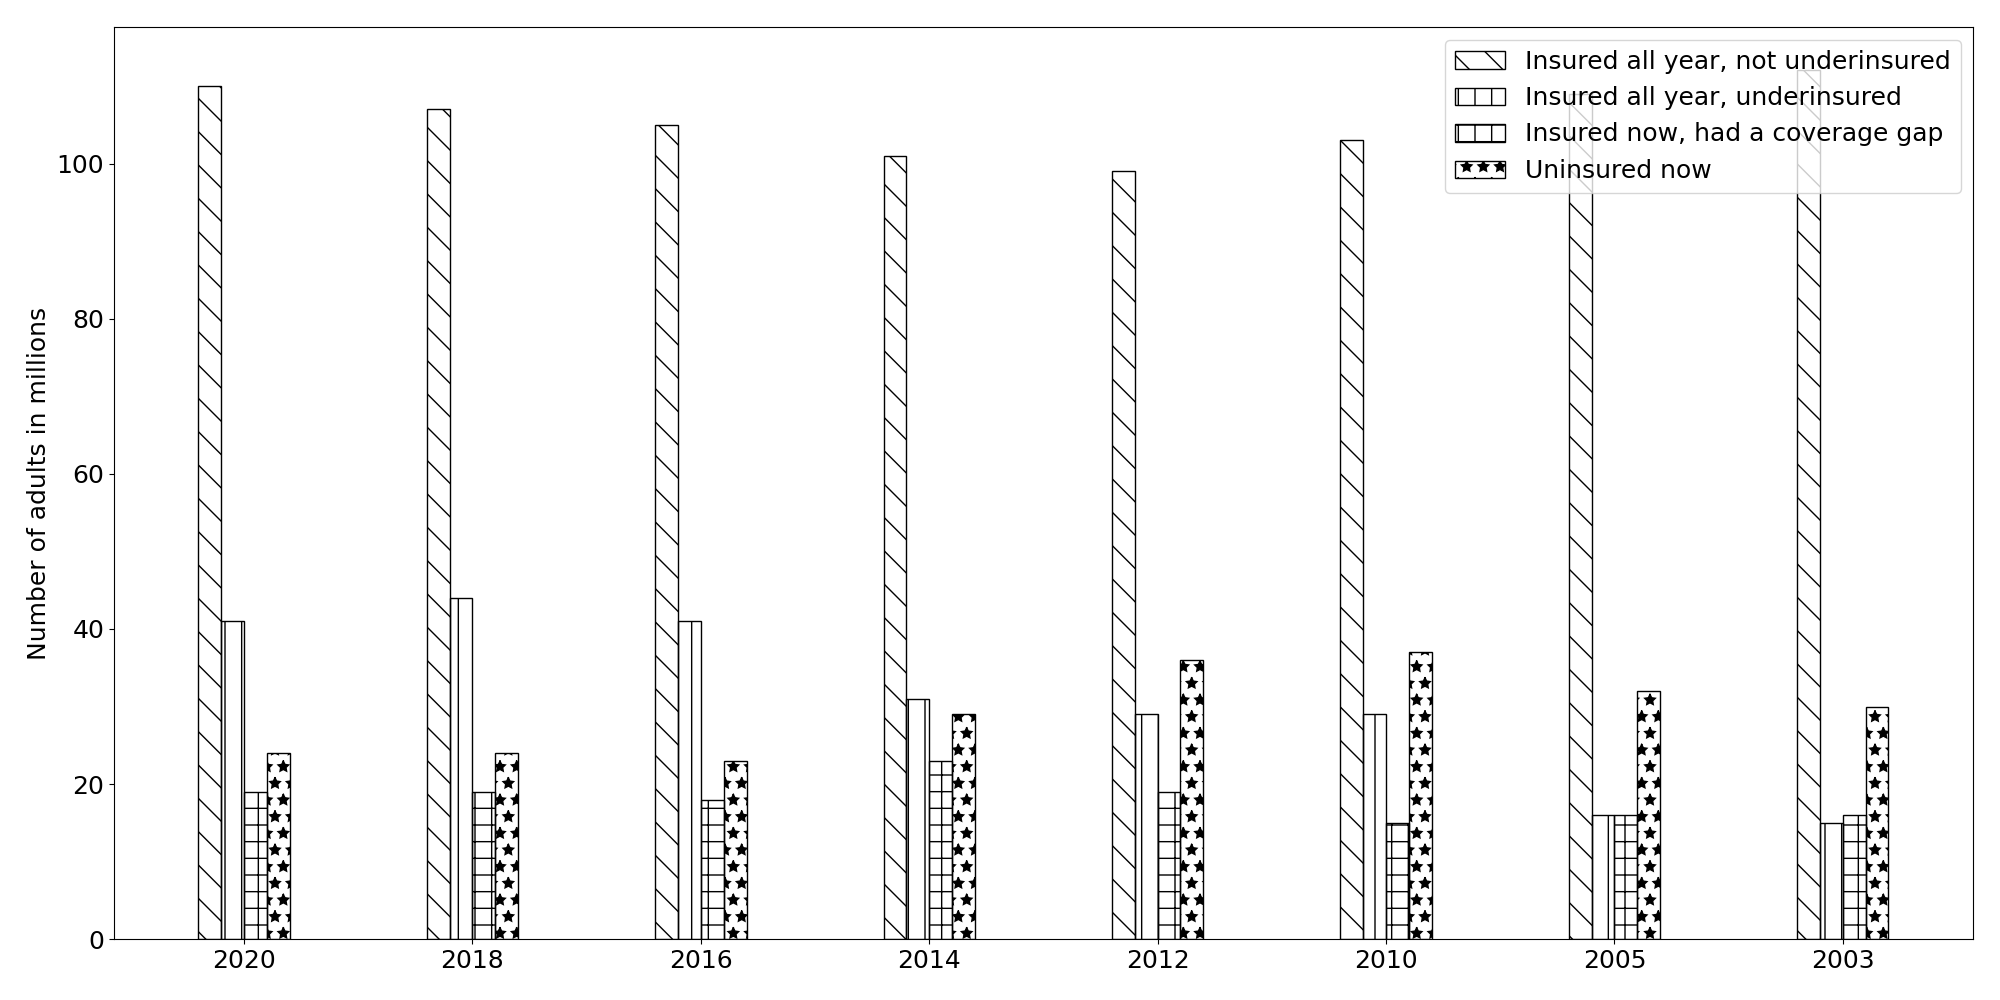 Insured all year, not underinsured
Insured all year, underinsured
Insured now, had a coverage gap
Uninsured now
Number of adults in millions
100
80
60
40
20
0
2020 2018 2016 2014 2012 2010 2005 2003